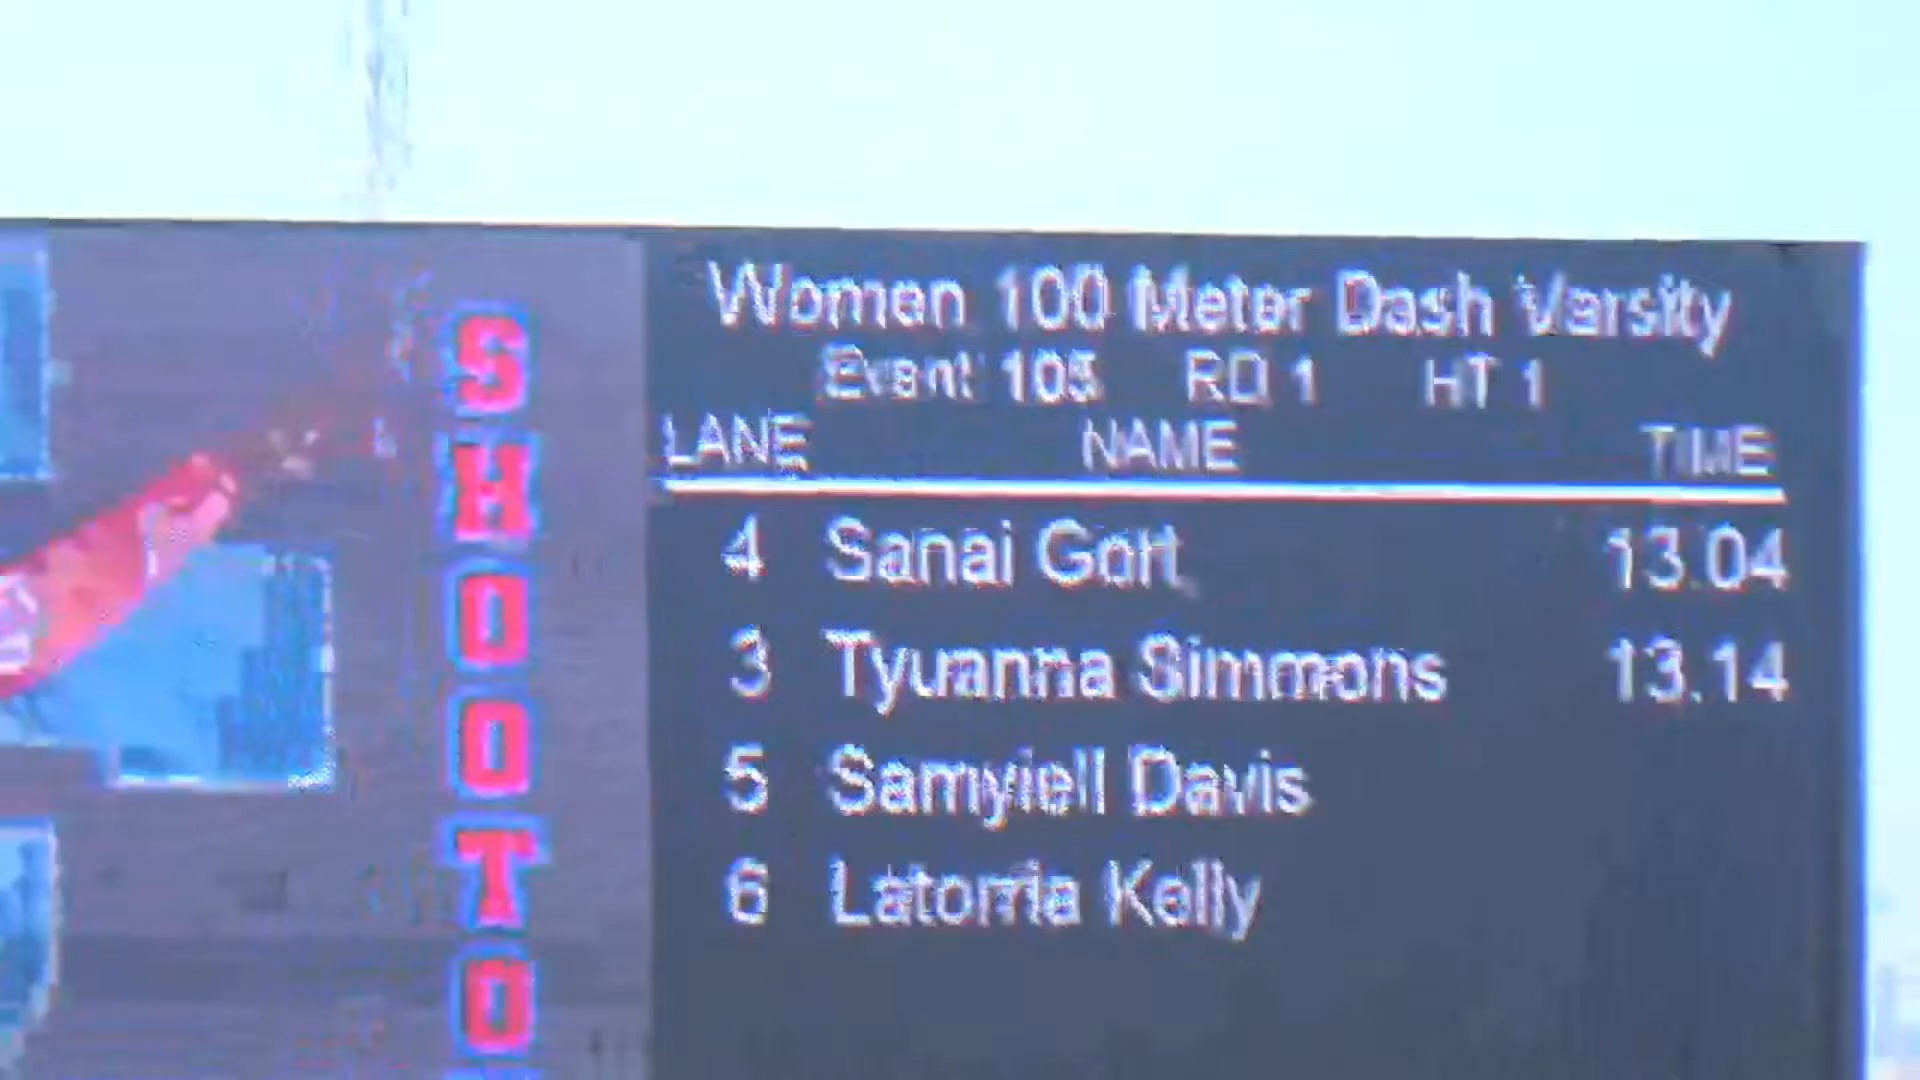 SHOOTO
Women 100 Meter Dash Varsity
Event 105 RD 1 HT 1
LANE NAME TIME
4 Sanai Gort 13.04
3 Tyuanna Simmons 13.14
5 Samyiell Davis
6 Latorria Kelly